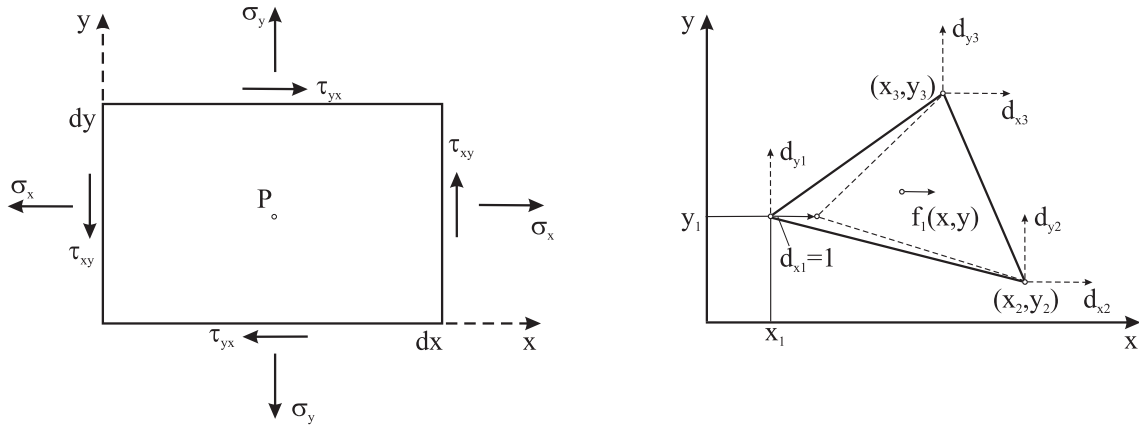 y
σy
τyx
dy
τxy
σx
P
σx
τxy
τyx
dx
x
σy
y
dy3
(x3,y3)
dx3
dy1
y1
f1(x,y)
dy2
dx1=1
(x2,y2)
dx2
x1
x